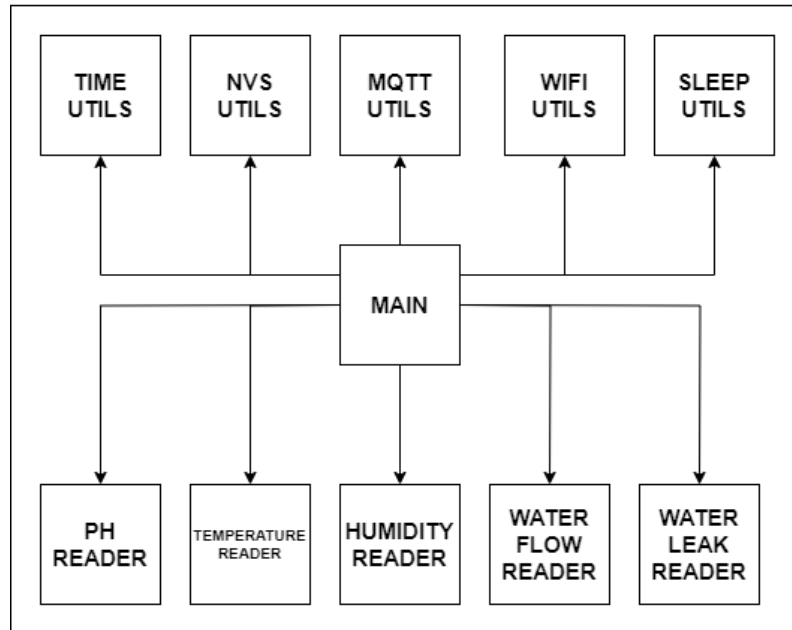 TIME
UTILS
NVS
UTILS
MQTT
UTILS
WIFI
UTILS
SLEEP
UTILS
MAIN
PH
READER
TEMPERATURE
READER
HUMIDITY
READER
WATER
FLOW
READER
WATER
LEAK
READER